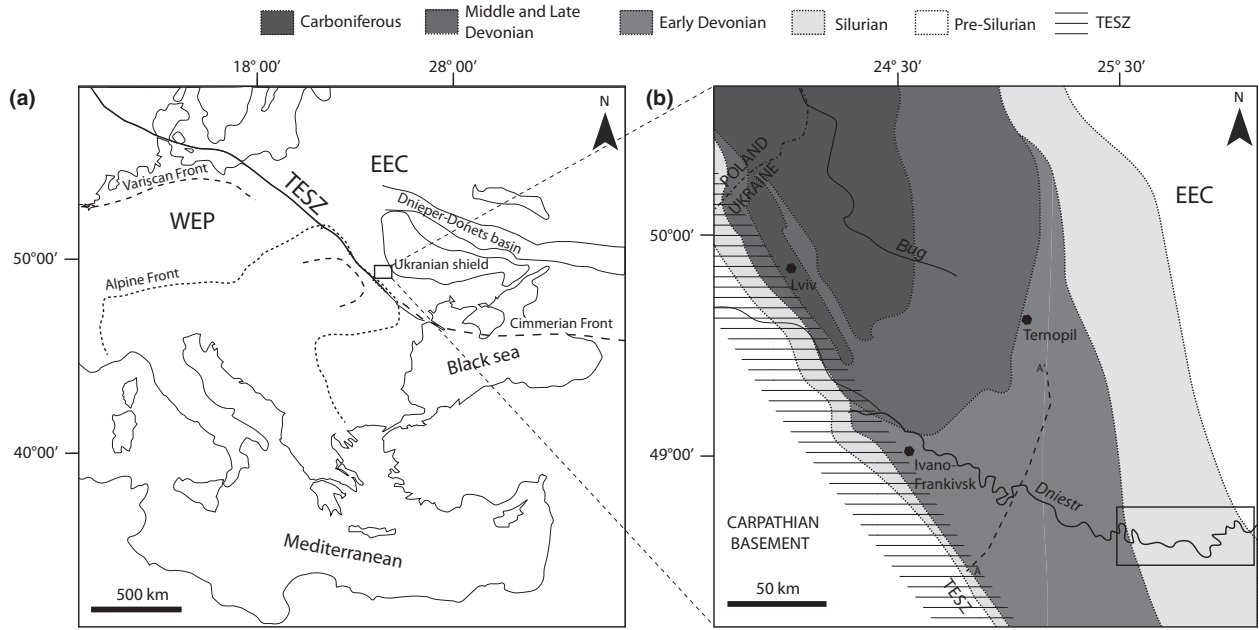 Carboniferous
Middle and Late
Devonian
Early Devonian
Silurian
Pre-Silurian
TESZ
18° 00'
28° 00'
24° 30'
25° 30'
(a)
N
EEC
Variscan Front
TESZ
WEP
Dnieper-Donets basin
50°00'
Ukranian shield
Alpine Front
Cimmerian Front
Black sea
40°00'
Mediterranean
500 km
(b)
N
POLAND
UKRAINE
EEC
50°00'
Bug
Lviv
Ternopil
A'
49°00'
Ivano-
Frankivsk
Dniestr
CARPATHIAN
BASEMENT
A
TESZ
50 km